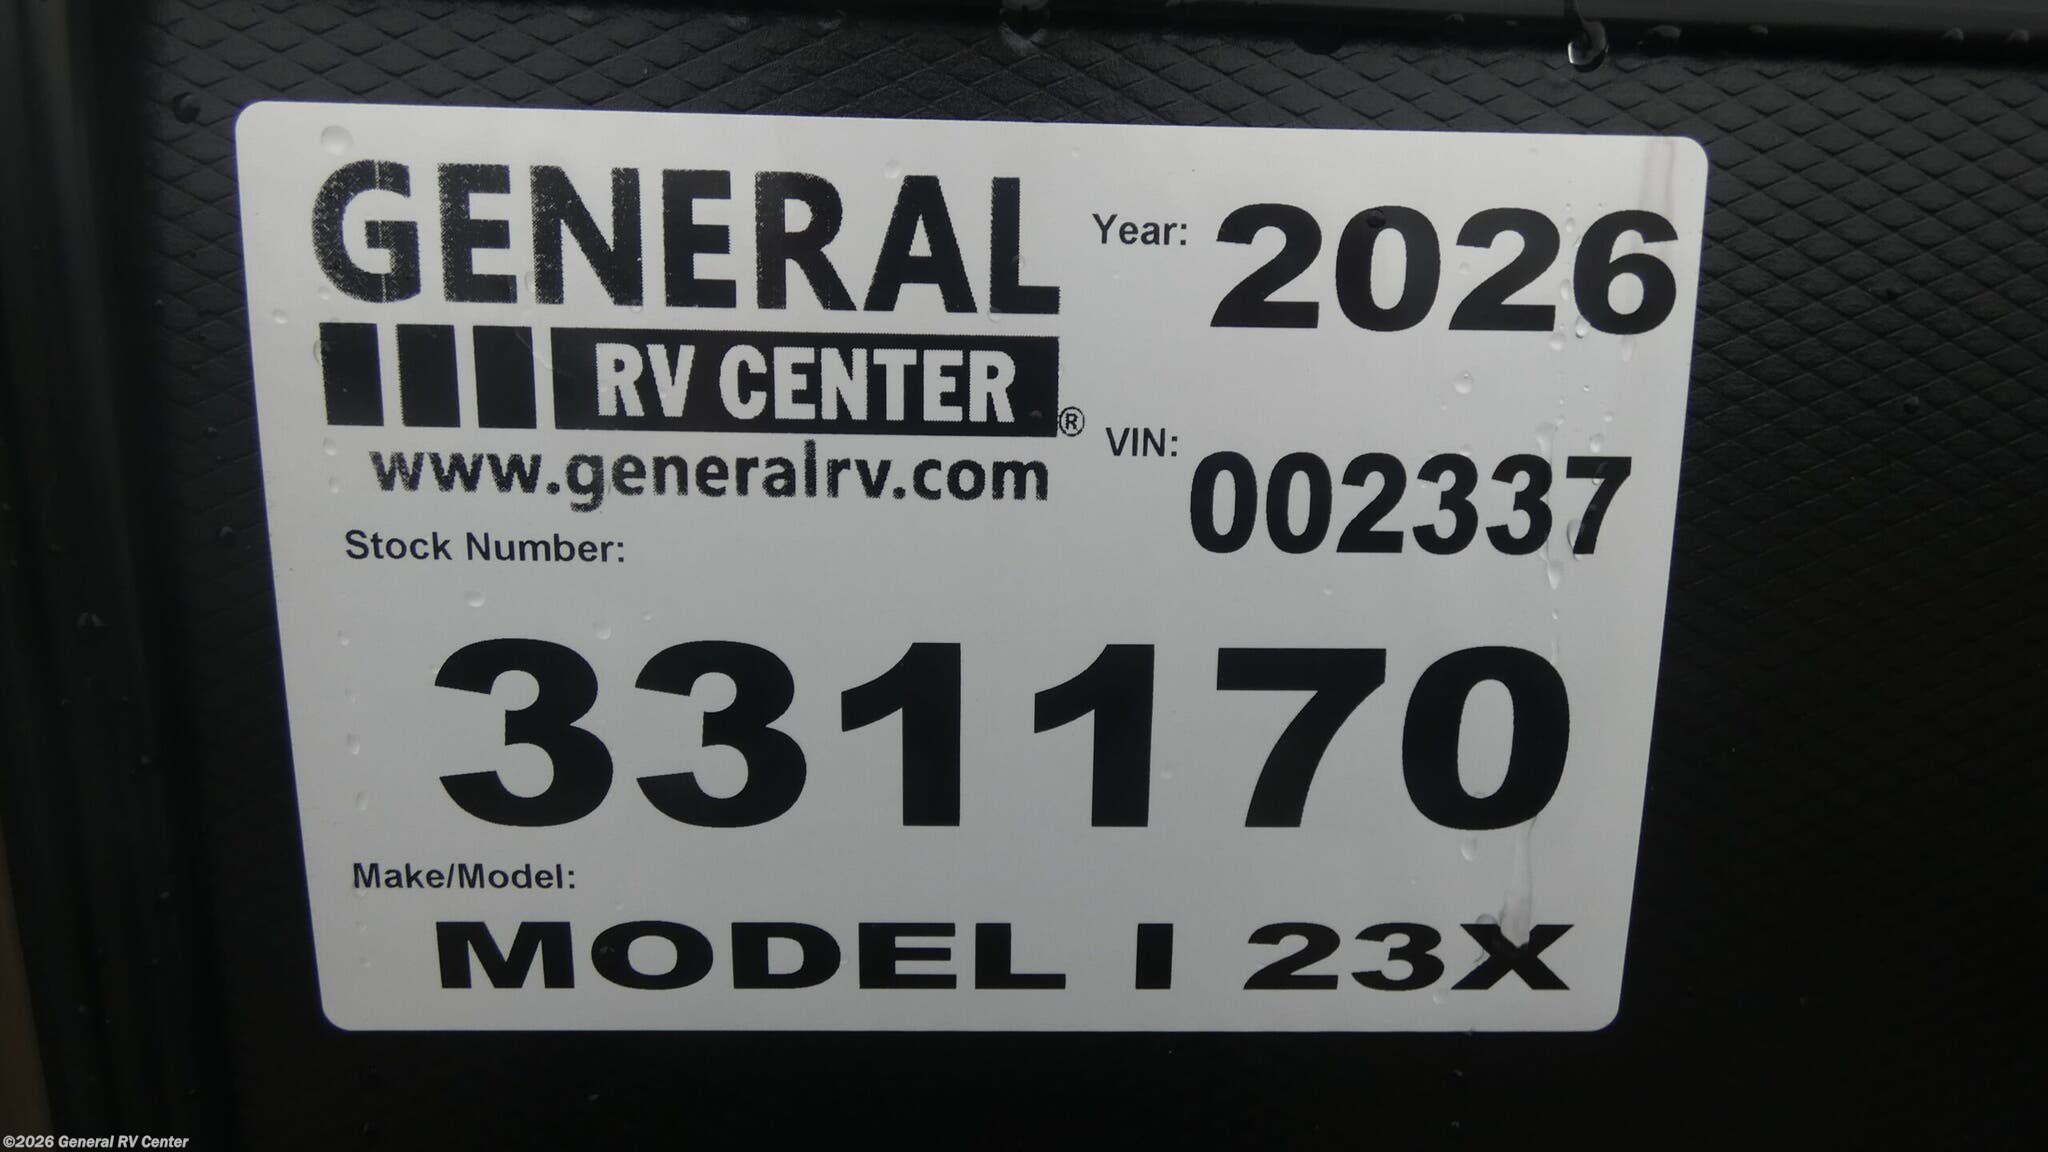 GENERAL
RV CENTER®
www.generalrv.com
Year: 2026
VIN: 002337
Stock Number:
331170
Make/Model:
MODEL I 23X
©2026 General RV Center